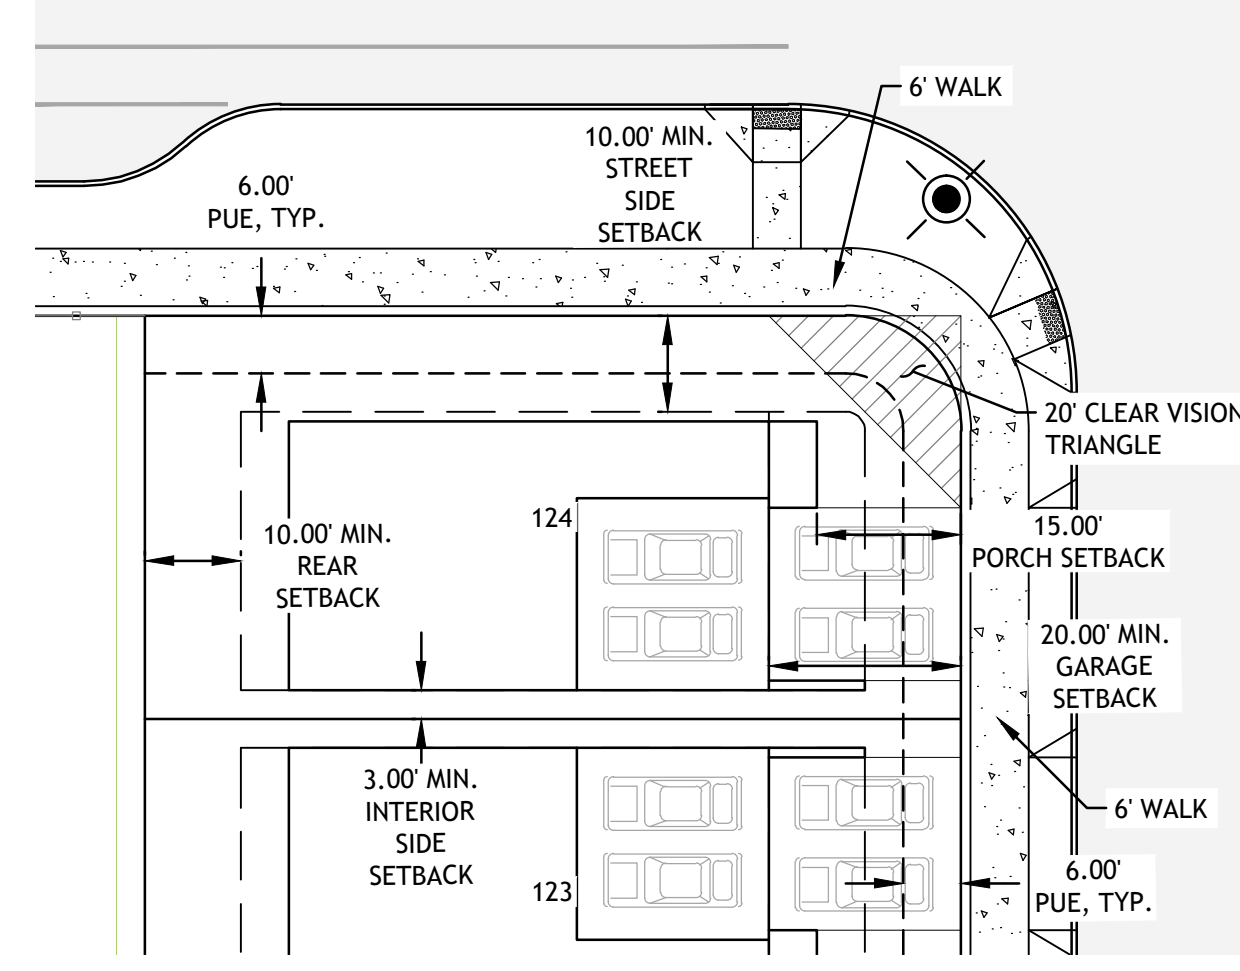 6' WALK
10.00' MIN.
STREET
SIDE
SETBACK
6.00'
PUE, TYP.
20' CLEAR VISION
TRIANGLE
124
15.00'
PORCH SETBACK
10.00' MIN.
REAR
SETBACK
20.00' MIN.
GARAGE
SETBACK
3.00' MIN.
INTERIOR
SIDE
SETBACK
6' WALK
123
6.00'
PUE, TYP.